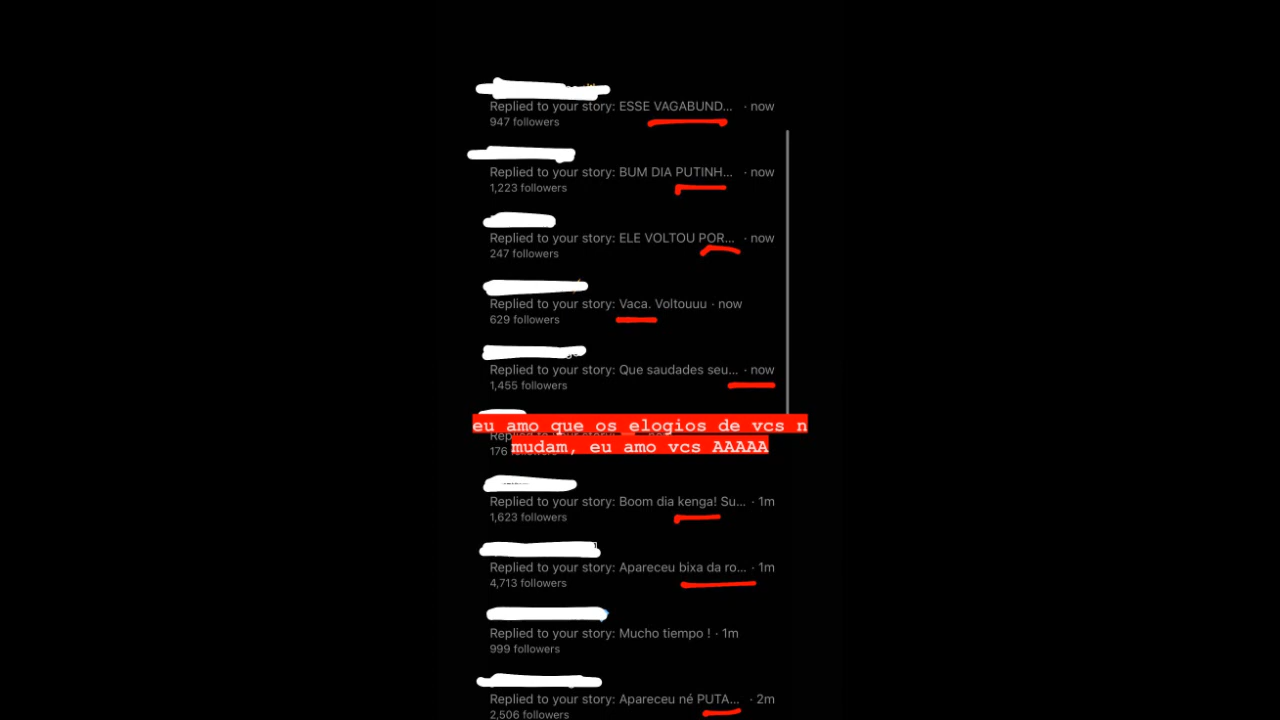 Replied to your story: ESSE VAGABUND... · now
947 followers
Replied to your story: BUM DIA PUTINH... · now
1,223 followers
Replied to your story: ELE VOLTOU POR... · now
247 followers
Replied to your story: Vaca. Voltouuu · now
629 followers
Replied to your story: Que saudades seu... · now
1,455 followers
eu amo que os elogios de vcs n
mudam, eu amo vcs AAAAA
176
Replied to your story: Boom dia kenga! Su... · 1m
1,623 followers
Replied to your story: Apareceu bixa da ro... · 1m
4,713 followers
Replied to your story: Mucho tiempo ! · 1m
999 followers
Replied to your story: Apareceu né PUTA... · 2m
2,506 followers